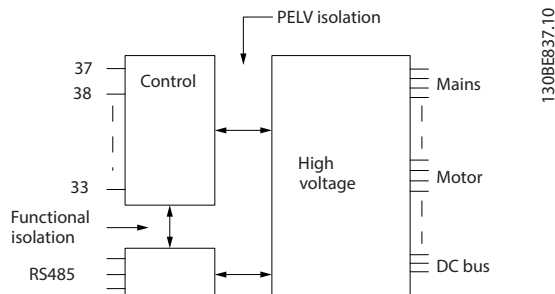 PELV isolation
130BE837.10
37
Control
38
Mains
High
voltage
Motor
33
Functional
isolation
RS485
DC bus